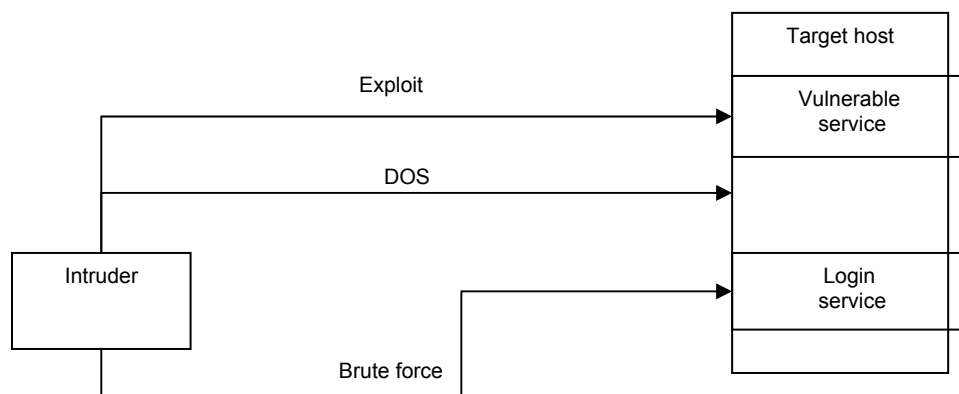 Target host
Exploit
Vulnerable
service
DOS
Intruder
Login
service
Brute force